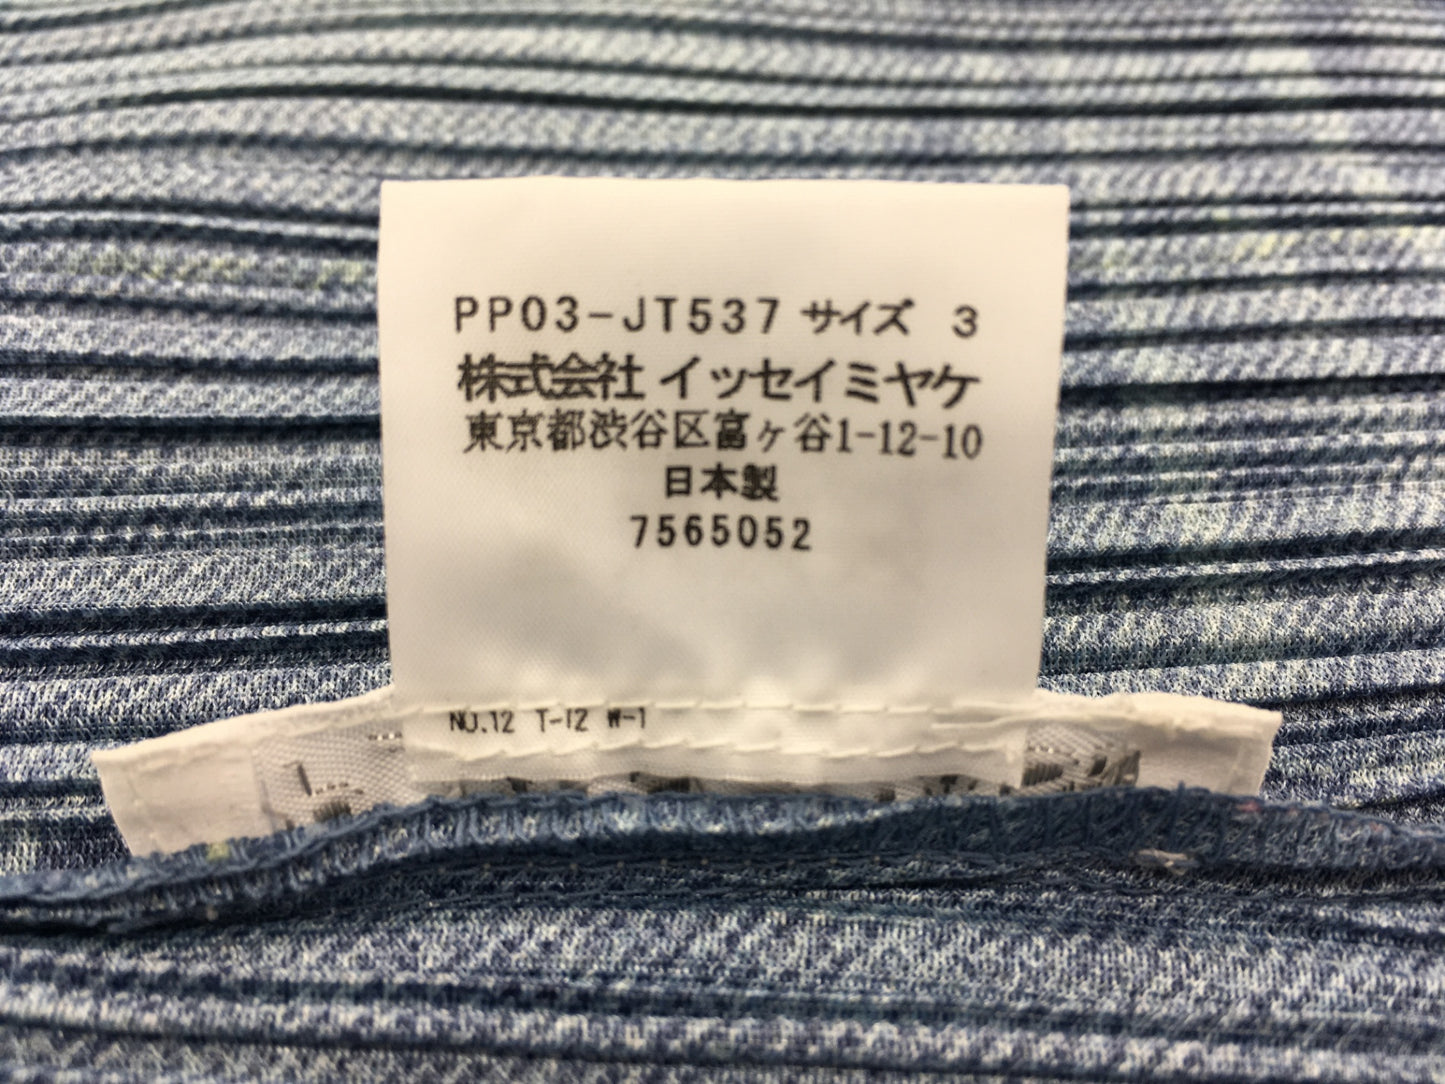 PP03-JT537 サイズ 3
株式会社 イッセイミヤケ
東京都渋谷区富ヶ谷1-12-10
日本製
7565052
NO.12 T-12 W-1